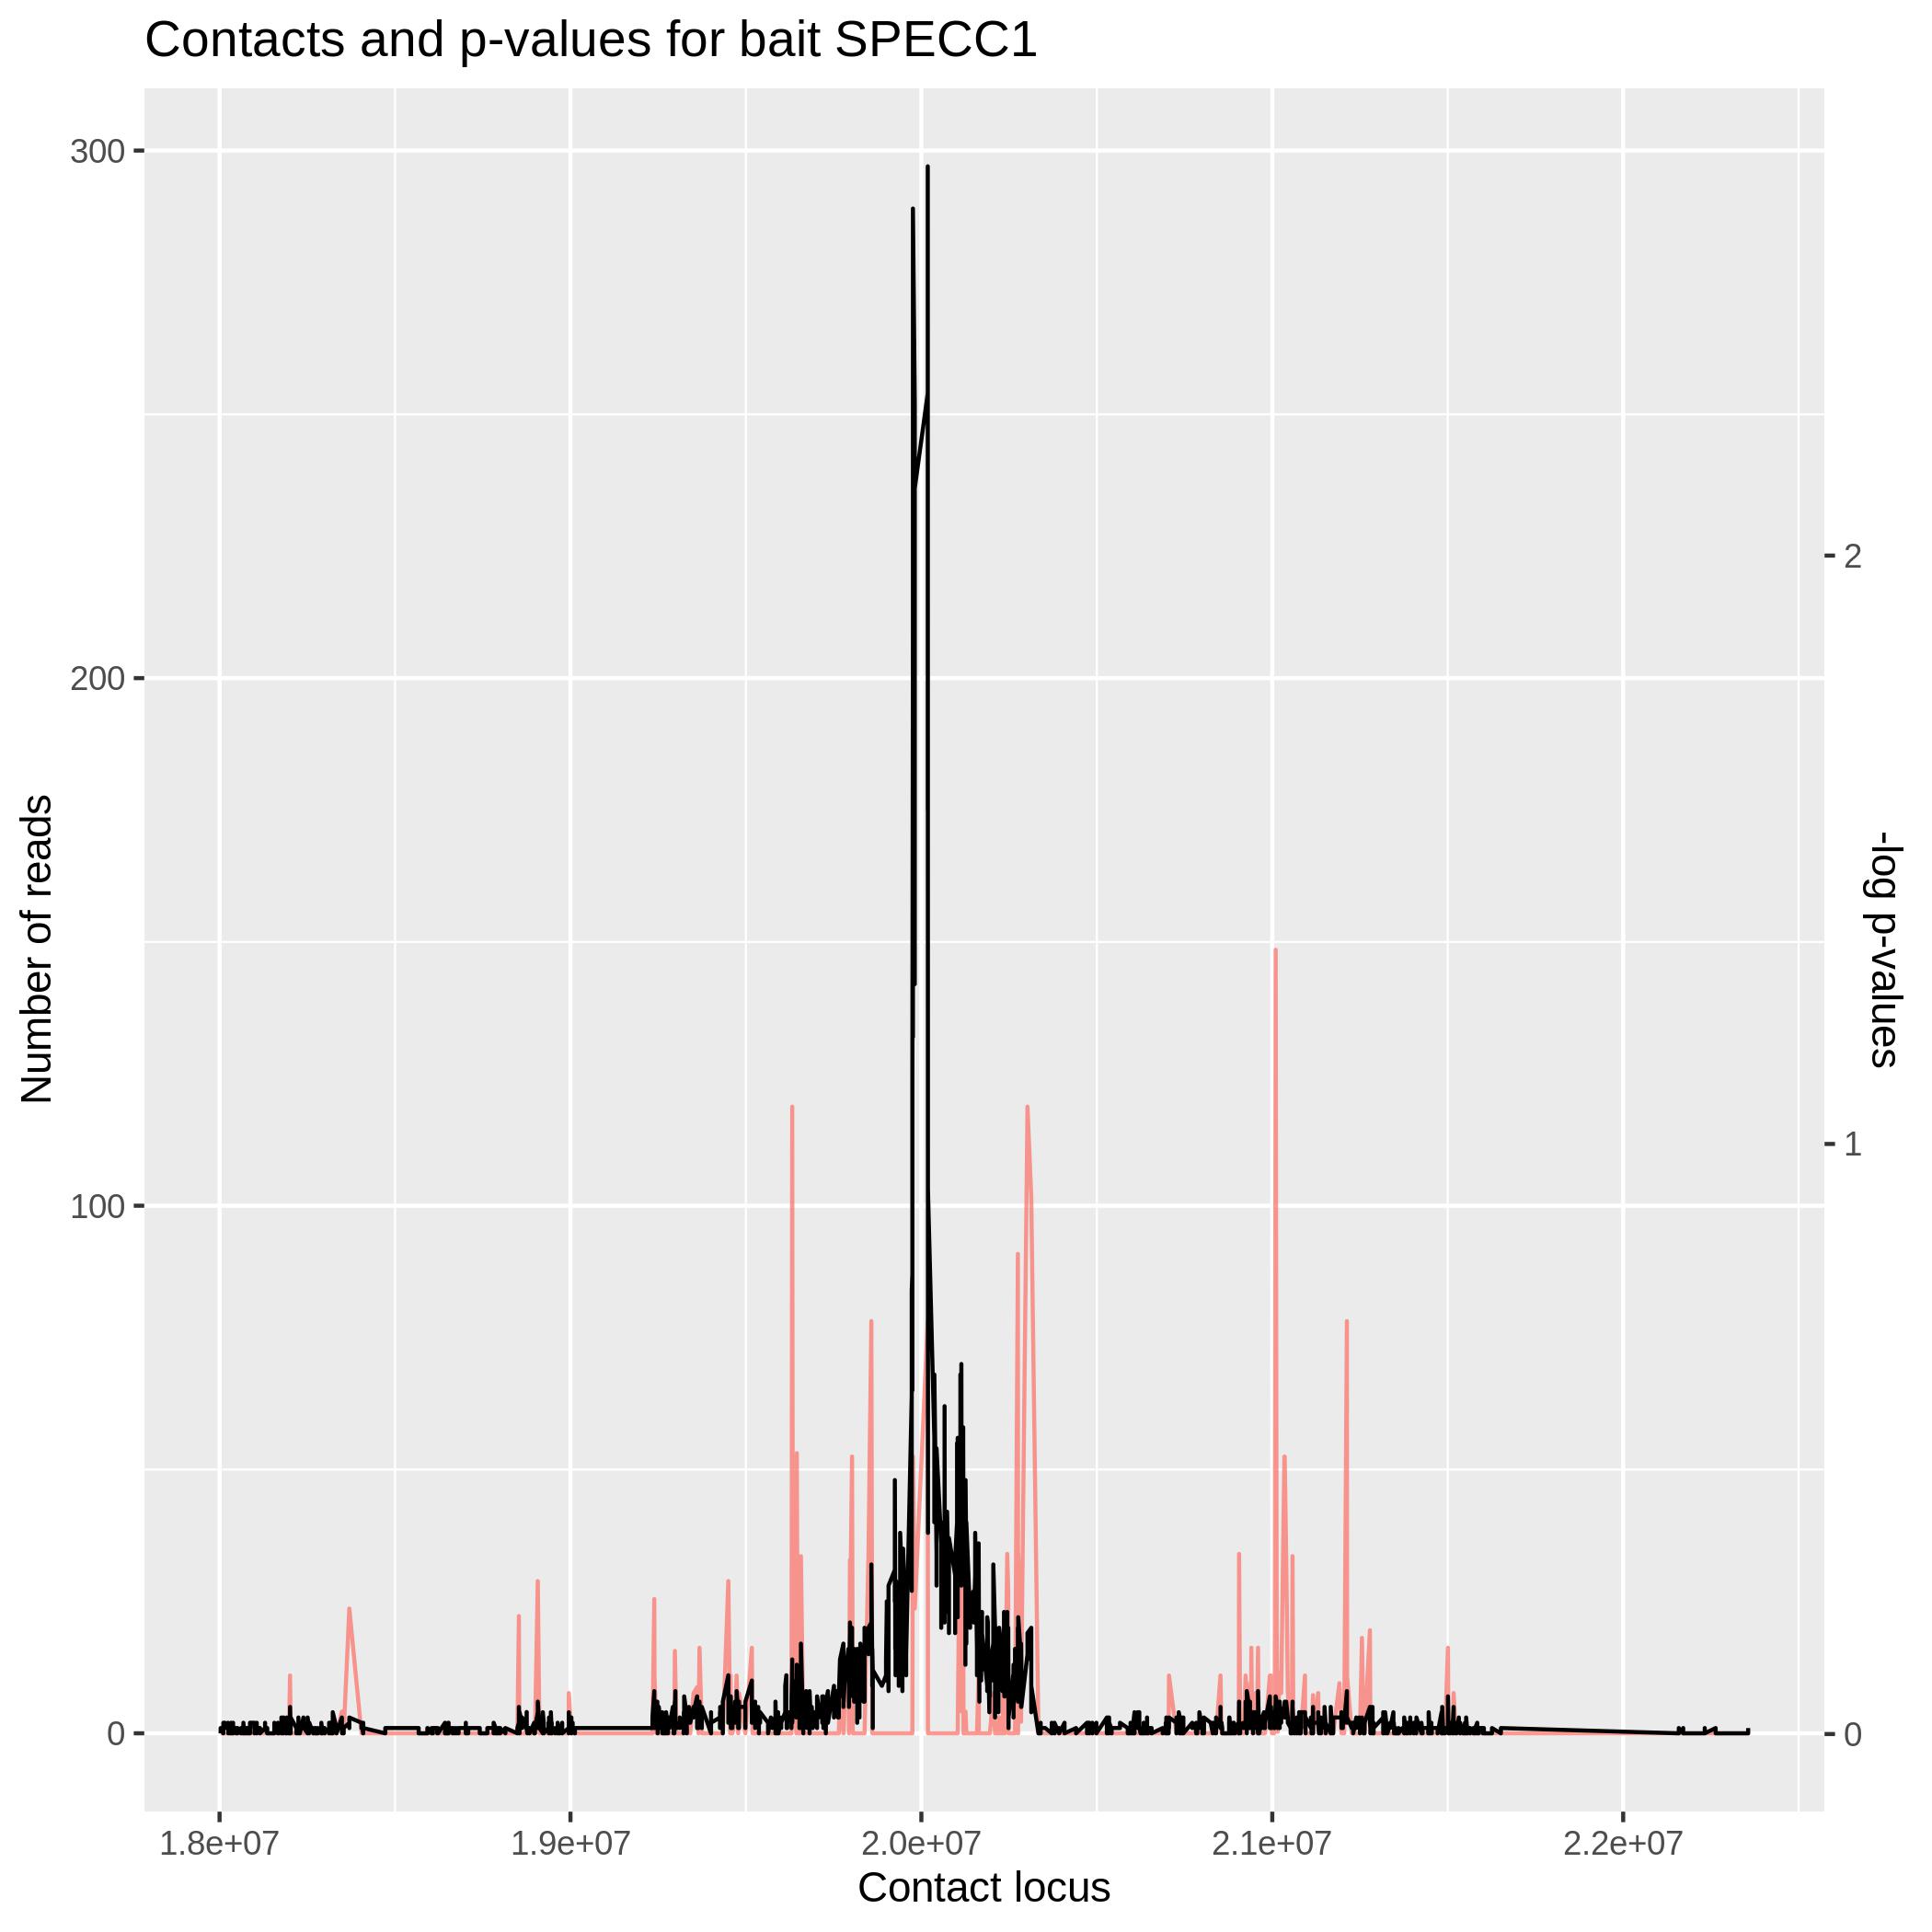 Contacts and p-values for bait SPECC1
300
200
100
0
2
1
0
Number of reads
-log p-values
1.8e+07 1.9e+07 2.0e+07 2.1e+07 2.2e+07
Contact locus